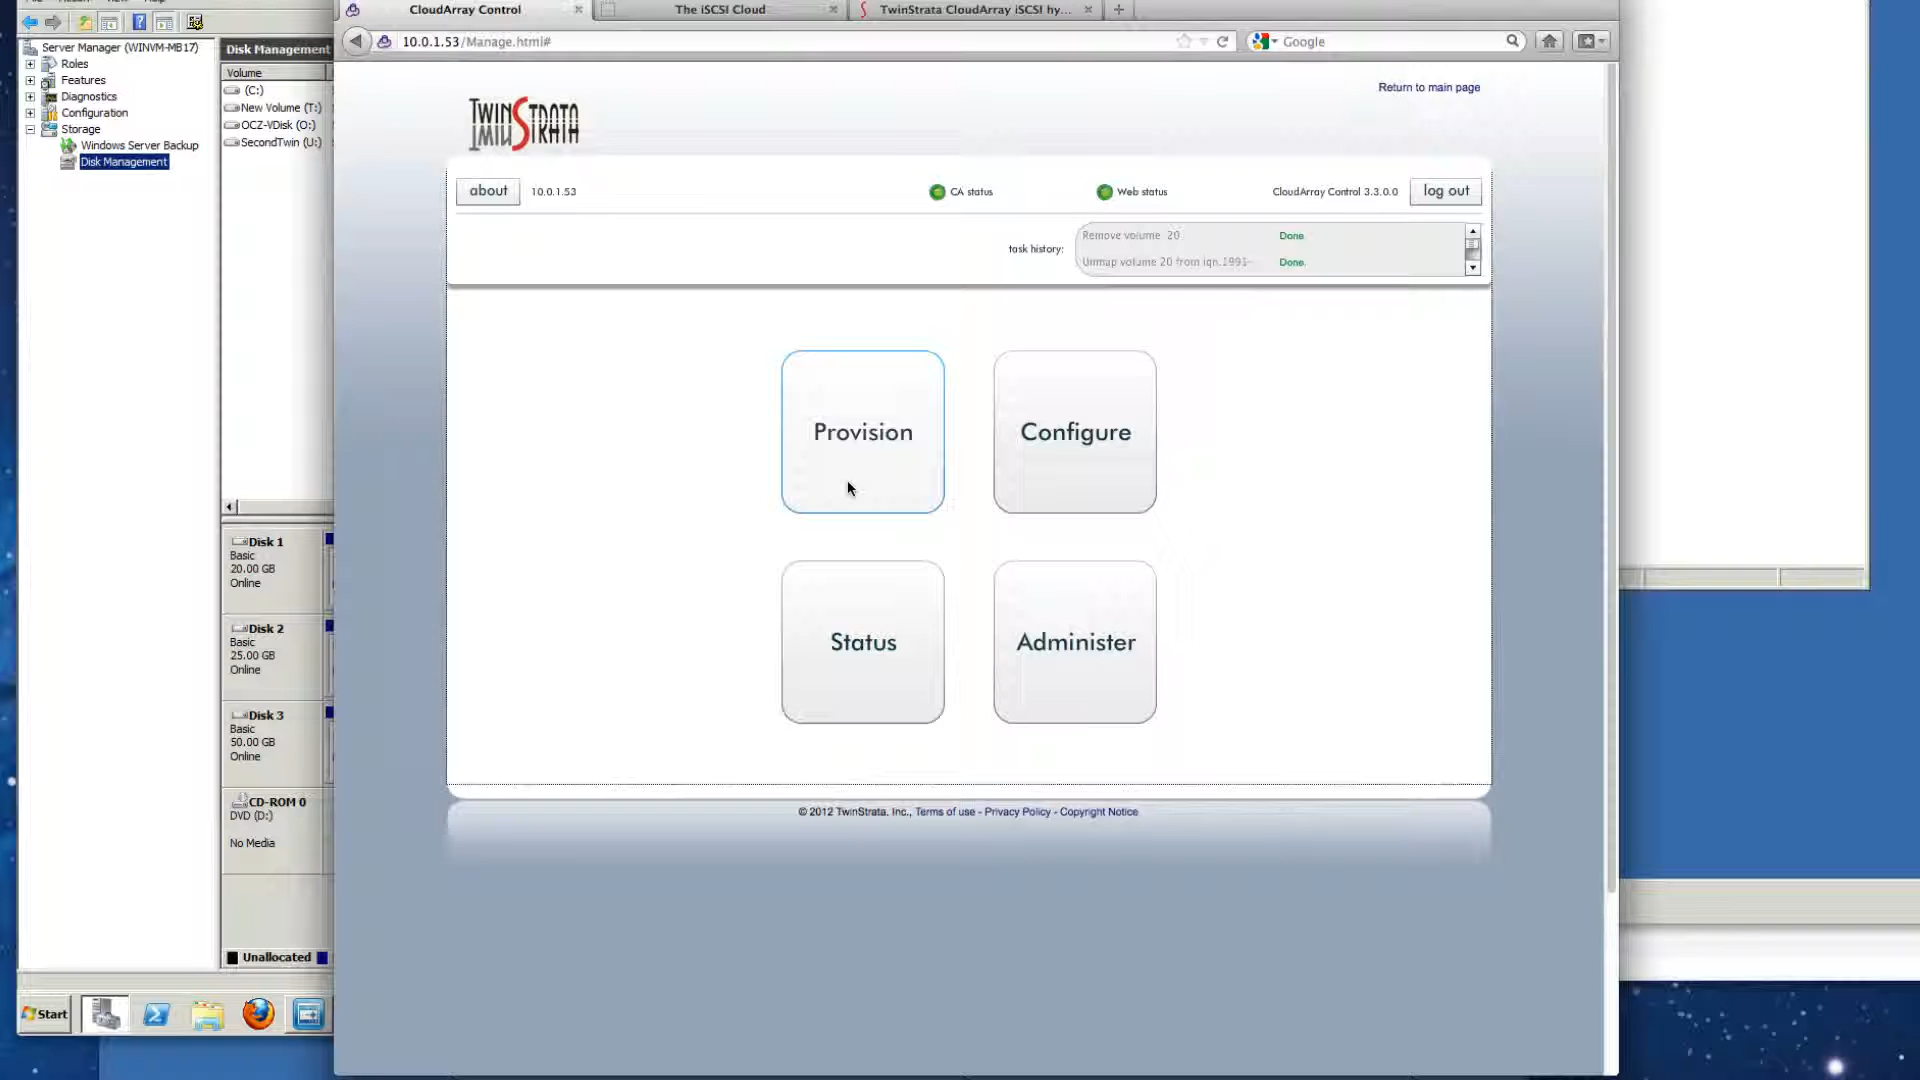 CloudArray Control
The iSCSI Cloud
TwinStrata CloudArray iSCSI hy...
10.0.1.53/Manage.html#
Google
Server Manager (WINVM-MB17)
Roles
Features
Diagnostics
Configuration
Storage
Windows Server Backup
Disk Management
Disk Management
Volume
(C:)
New Volume (T:)
OCZ-VDisk (O:)
SecondTwin (U:)
Disk 1
Basic
20.00 GB
Online
Disk 2
Basic
25.00 GB
Online
Disk 3
Basic
50.00 GB
Online
CD-ROM 0
DVD (D:)
No Media
Unallocated
Start
Return to main page
TWINSTRATA
about
10.0.1.53
CA status
Web status
CloudArray Control 3.3.0.0
log out
task history:
Remove volume 20 Done.
Unmap volume 20 from iqn.1991- Done.
Provision
Configure
Status
Administer
© 2012 TwinStrata, Inc., Terms of use - Privacy Policy - Copyright Notice